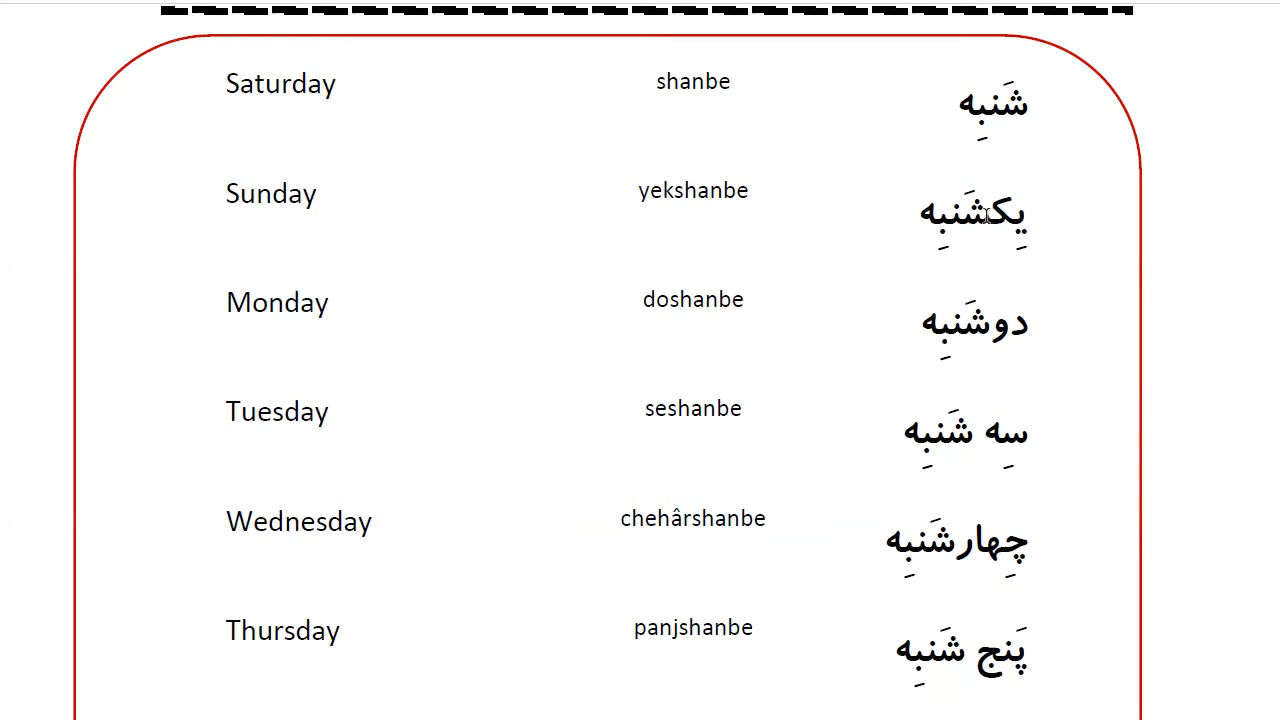 Saturday shanbe شَنبِه
Sunday yekshanbe یِکشَنبِه
Monday doshanbe دوشَنبِه
Tuesday seshanbe سِه شَنبِه
Wednesday chehârshanbe چِهارشَنبِه
Thursday panjshanbe پَنج شَنبِه